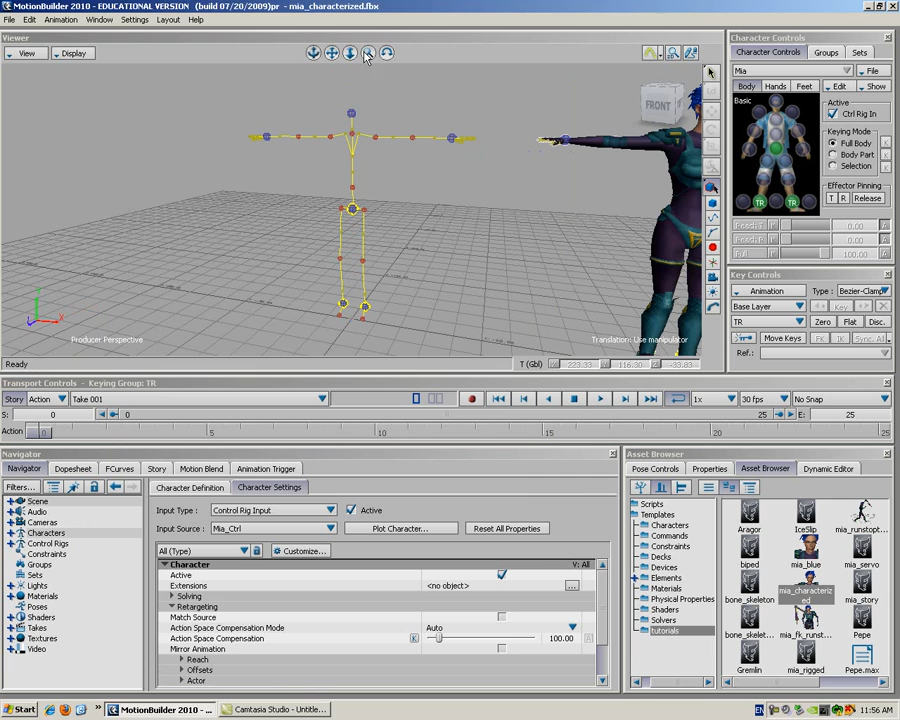 MotionBuilder 2010 - EDUCATIONAL VERSION (build 07/20/2009)pr - mia_characterized.fbx
File Edit Animation Window Settings Layout Help
Viewer
View Display
FRONT
Producer Perspective
Translation: Use manipulator
Ready T (Gbl) 223.33 116.30 -33.83
Character Controls
Character Controls Groups Sets
Mia File
Body Hands Feet Edit Show
Basic
Active
Ctrl Rig In
Keying Mode
Full Body
Body Part
Selection
Effector Pinning
T R Release
TR TR
0.00
0.00
100.00
Key Controls
Animation Type : Bezier-Clamp
Base Layer Key
TR Zero Flat Disc.
Move Keys FK IK Sync. Al
Ref.:
Transport Controls - Keying Group: TR
Story Action Take 001 1x 30 fps No Snap
S: 0 0 25 E: 25
Action 0 5 10 15 20 25
Navigator
Navigator Dopesheet FCurves Story Motion Blend Animation Trigger
Filters...
Scene
Audio
Cameras
Characters
Control Rigs
Constraints
Groups
Sets
Lights
Materials
Poses
Shaders
Takes
Textures
Video
Character Definition Character Settings
Input Type : Control Rig Input Active
Input Source : Mia_Ctrl Plot Character... Reset All Properties
All (Type) Customize...
Character V: All
Active
Extensions <no object> ...
Solving
Retargeting
Match Source
Action Space Compensation Mode Auto
Action Space Compensation K 100.00 A
Mirror Animation
Reach
Offsets
Actor
Asset Browser
Pose Controls Properties Asset Browser Dynamic Editor
Scripts
Templates
Characters
Commands
Constraints
Decks
Devices
Elements
Materials
Physical Properties
Shaders
Solvers
tutorials
Aragor IceSlip mia_runstopt...
biped mia_blue mia_servo
bone_skeleton mia_characteriz
ed mia_story
bone_skelet... mia_fk_runst... Pepe
Gremlin mia_rigged Pepe.max
Start MotionBuilder 2010 - ... Camtasia Studio - Untitle... EN 11:56 AM